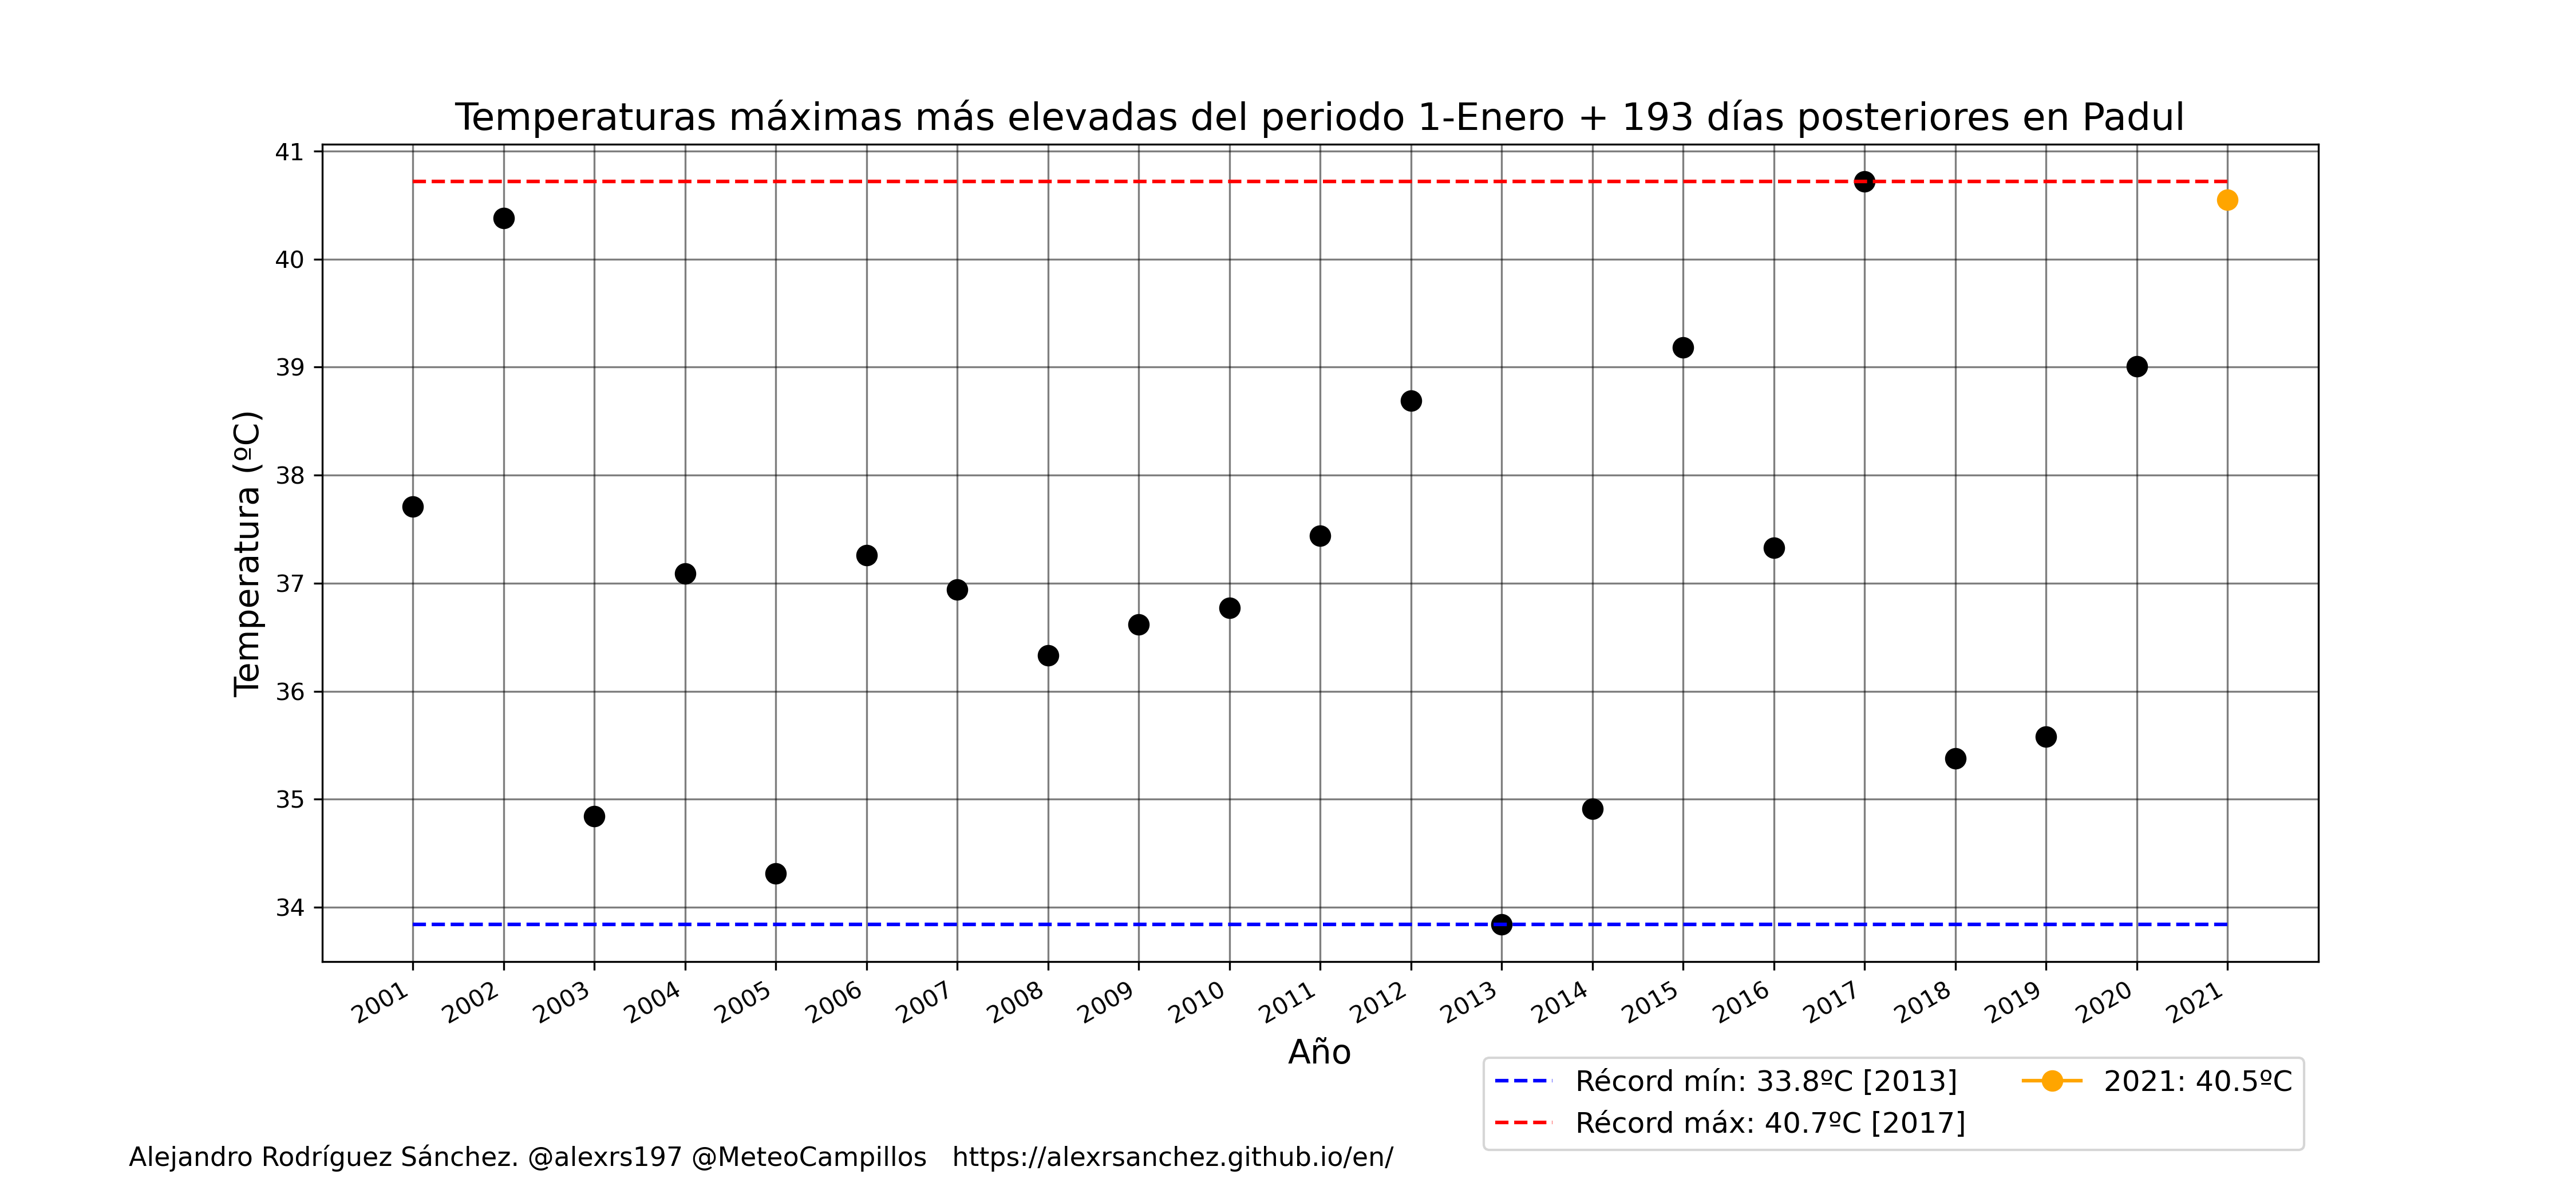 Temperaturas máximas más elevadas del periodo 1-Enero + 193 días posteriores en Padul
41
40
39
38
37
36
35
34
Temperatura (ºC)
2001 2002 2003 2004 2005 2006 2007 2008 2009 2010 2011 2012 2013 2014 2015 2016 2017 2018 2019 2020 2021
Año
Récord mín: 33.8ºC [2013] 2021: 40.5ºC
Récord máx: 40.7ºC [2017]
Alejandro Rodríguez Sánchez. @alexrs197 @MeteoCampillos https://alexrsanchez.github.io/en/